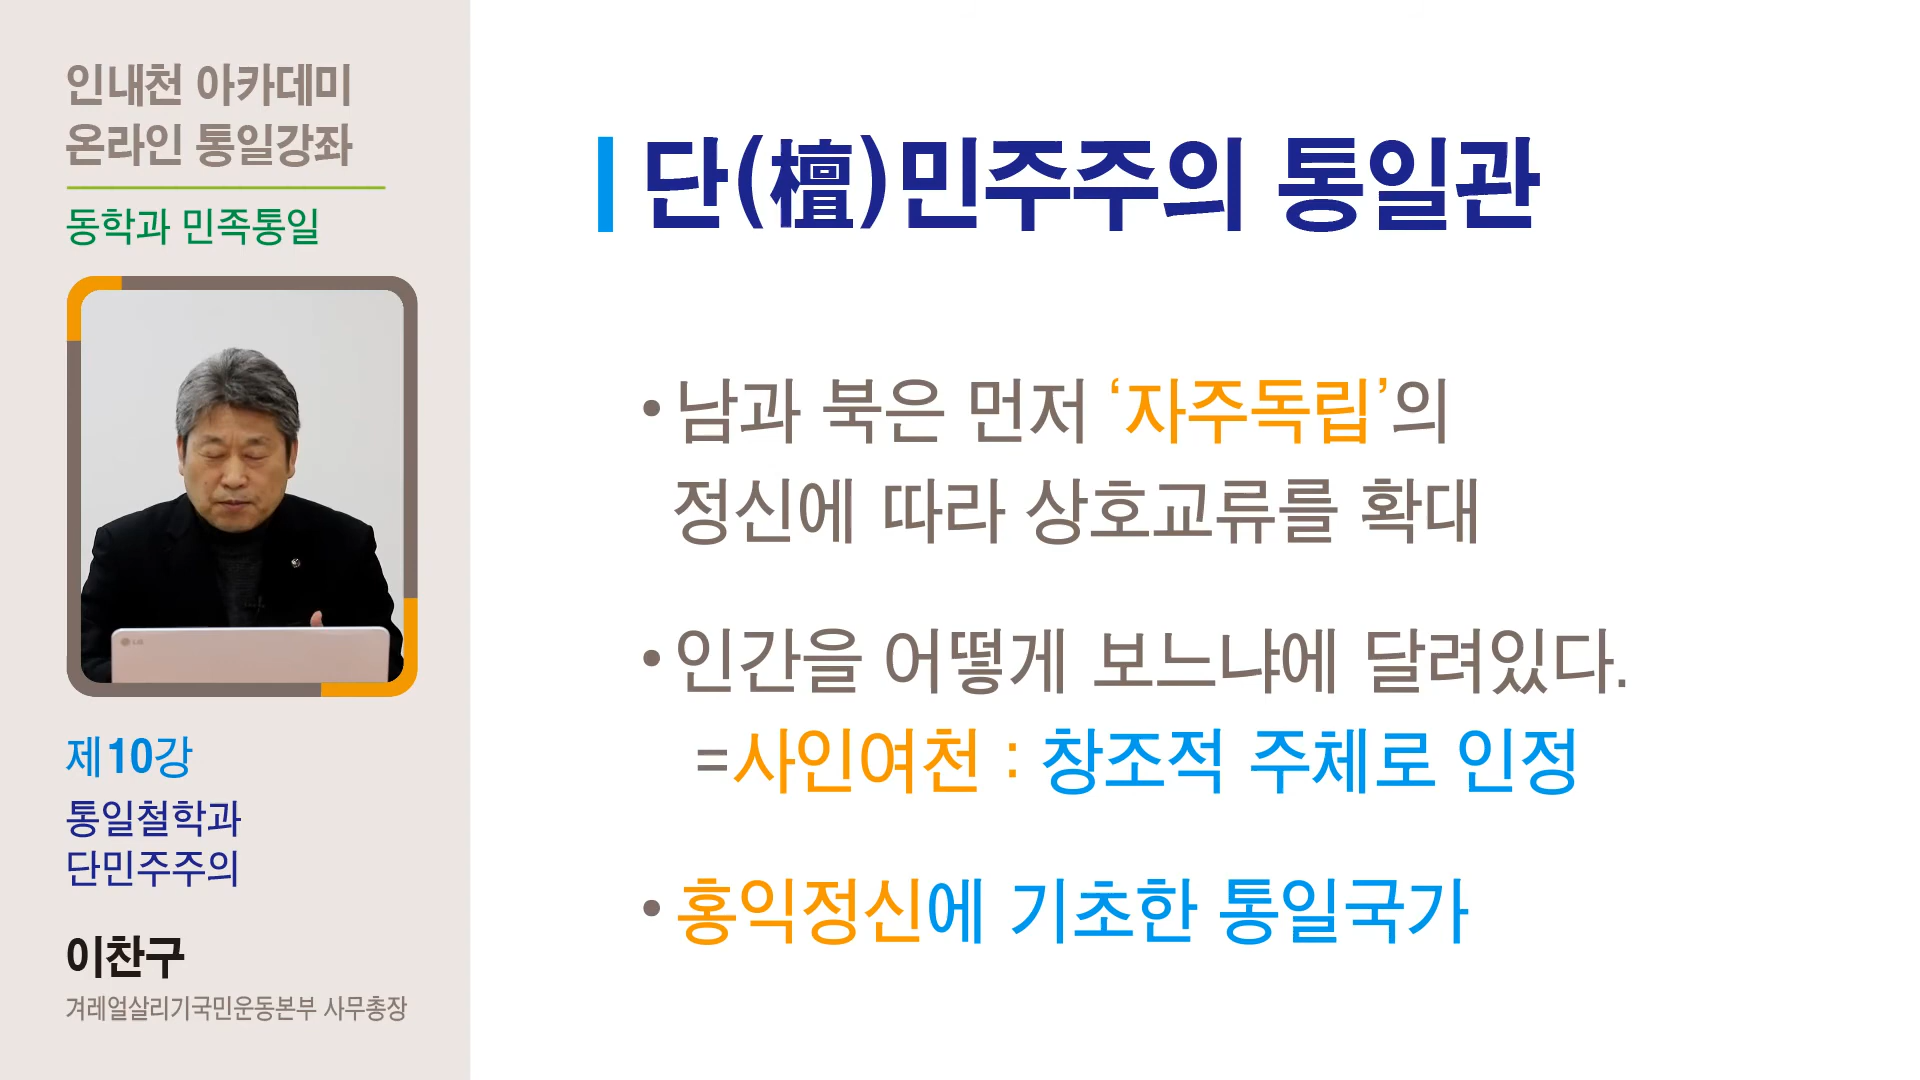 인내천 아카데미
온라인 통일강좌
동학과 민족통일
LG
제10강
통일철학과
단민주주의
이찬구
겨레얼살리기국민운동본부 사무총장
단(檀)민주주의 통일관
•남과 북은 먼저 ‘자주독립’의
정신에 따라 상호교류를 확대
•인간을 어떻게 보느냐에 달려있다.
=사인여천 : 창조적 주체로 인정
•홍익정신에 기초한 통일국가